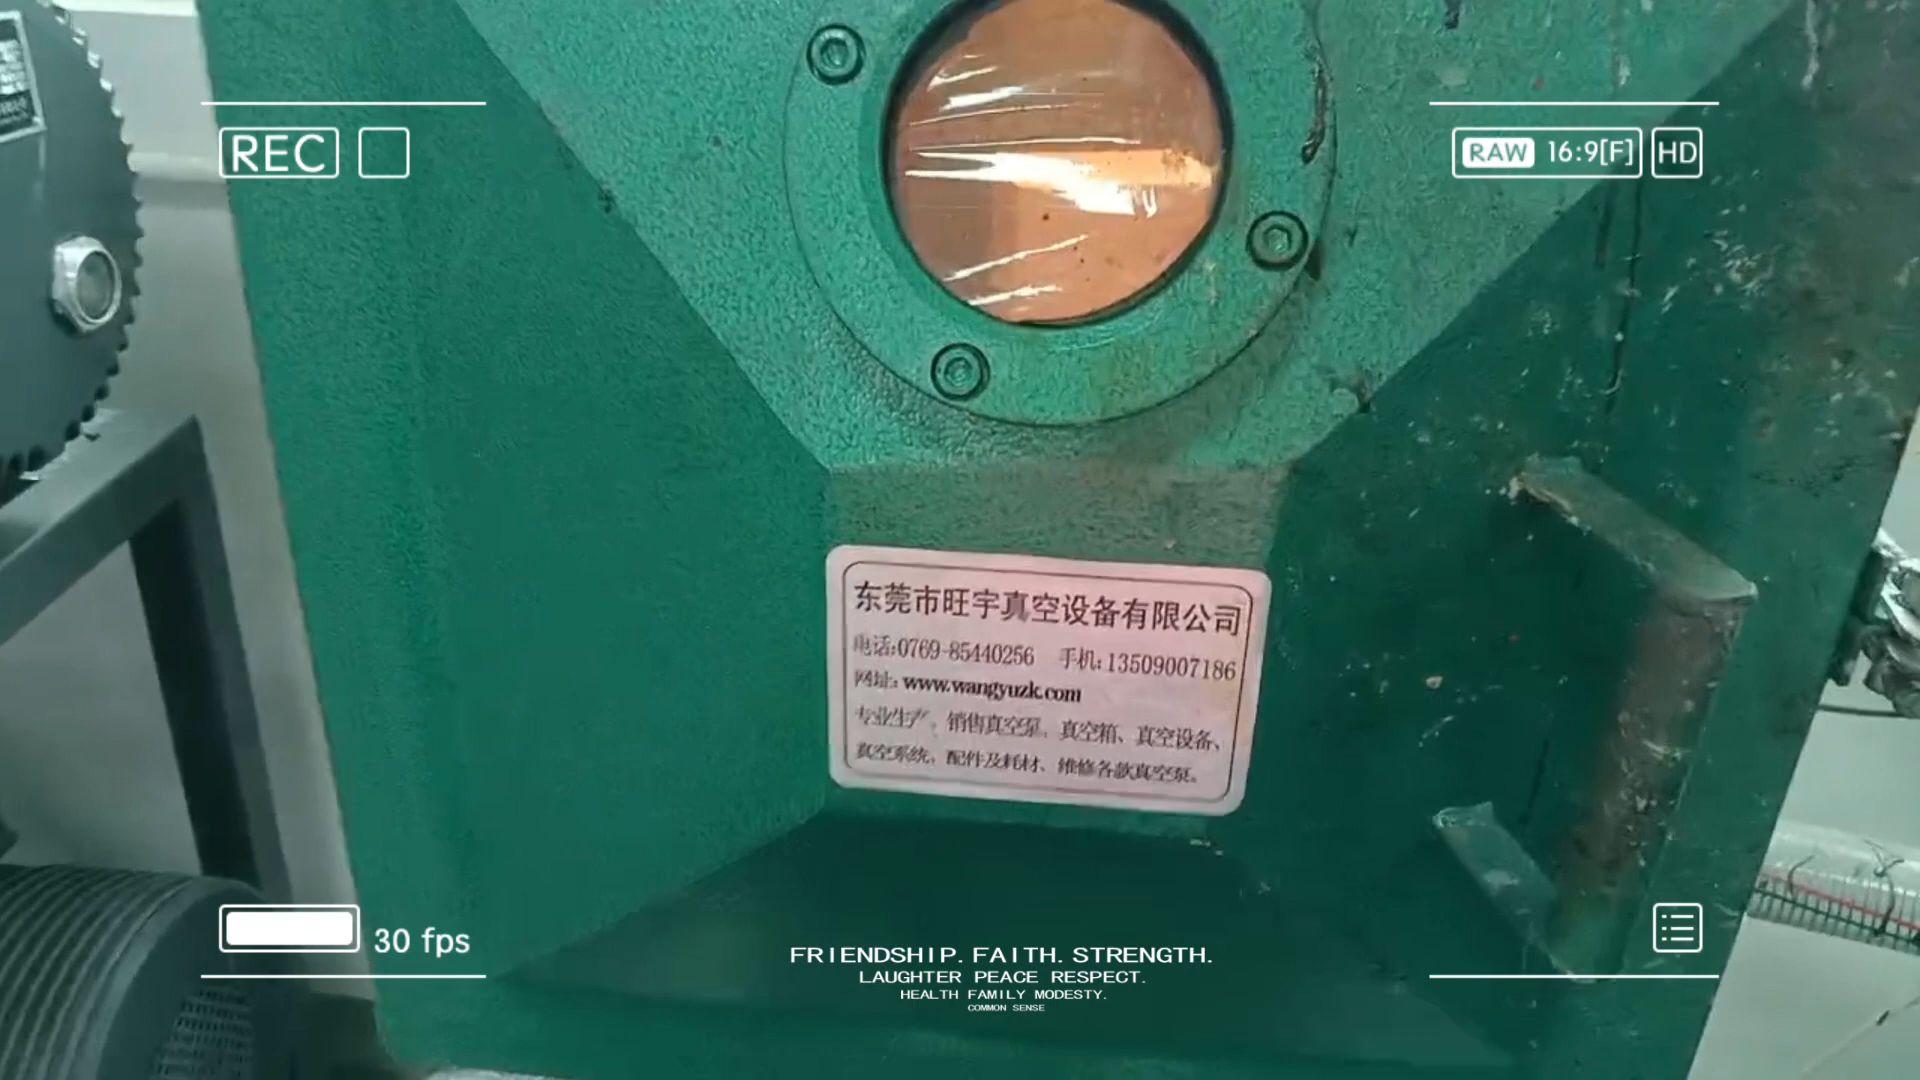 REC
RAW 16:9[F] HD
东莞市旺宇真空设备有限公司
电话:0769-85440256 手机:13509007186
网址: www.wangyuzk.com
专业生产、销售真空泵、真空箱、真空设备、
真空系统、配件及耗材、维修各款真空泵。
30 fps
FRIENDSHIP. FAITH. STRENGTH.
LAUGHTER PEACE RESPECT.
HEALTH FAMILY MODESTY.
COMMON SENSE